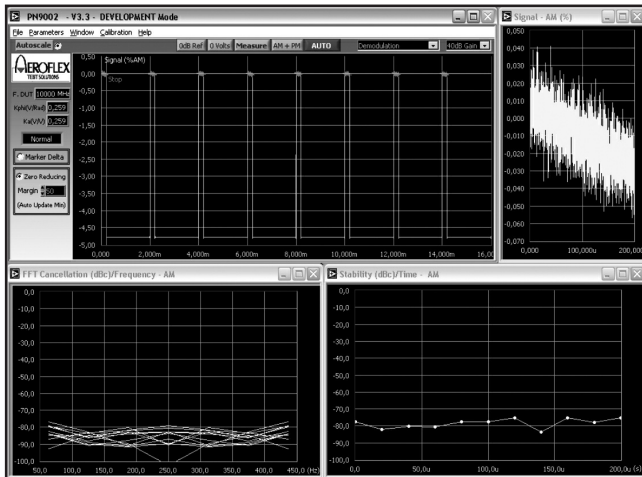 PN9002 - V3.3 - DEVELOPMENT Mode
File Parameters Window Calibration Help
Autoscale 0dB Ref 0 Volts Measure AM + PM AUTO Demodulation 40dB Gain
AEROFLEX
TEST SOLUTIONS
F. DUT 10000 MHz
Kphi(V/Rad) 0,259
Ka(V/V) 0,259
Normal
Marker Delta
Zero Reducing
Margin 50
(Auto Update Min)
Signal (%AM)
Stop
0,50
0,00
-0,50
-1,00
-1,50
-2,00
-2,50
-3,00
-3,50
-4,00
-4,50
-5,00
0,000 2,000m 4,000m 6,000m 8,000m 10,000m 12,000m 14,000m 16,00
Signal - AM (%)
0,050
0,040
0,030
0,020
0,010
0,000
-0,010
-0,020
-0,030
-0,040
-0,050
-0,060
-0,070
0,000 100,000u 200,00
FFT Cancellation (dBc)/Frequency - AM
0,0
-10,0
-20,0
-30,0
-40,0
-50,0
-60,0
-70,0
-80,0
-90,0
-100,0
50,0 100,0 150,0 200,0 250,0 300,0 350,0 400,0 450,0 (Hz)
Stability (dBc)/Time - AM
0,0
-10,0
-20,0
-30,0
-40,0
-50,0
-60,0
-70,0
-80,0
-90,0
-100,0
0,0 50,0u 100,0u 150,0u 200,0u (s)